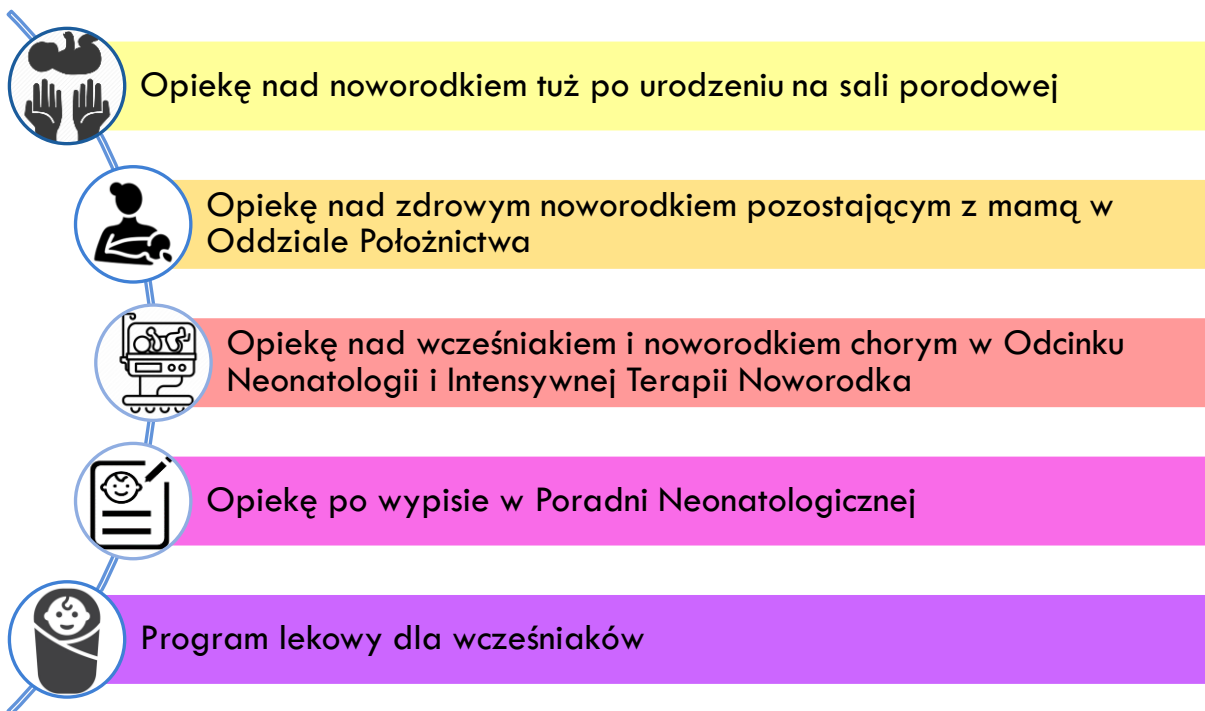 Opiekę nad noworodkiem tuż po urodzeniu na sali porodowej
Opiekę nad zdrowym noworodkiem pozostającym z mamą w
Oddziale Położnictwa
Opiekę nad wcześniakiem i noworodkiem chorym w Odcinku
Neonatologii i Intensywnej Terapii Noworodka
Opiekę po wypisie w Poradni Neonatologicznej
Program lekowy dla wcześniaków